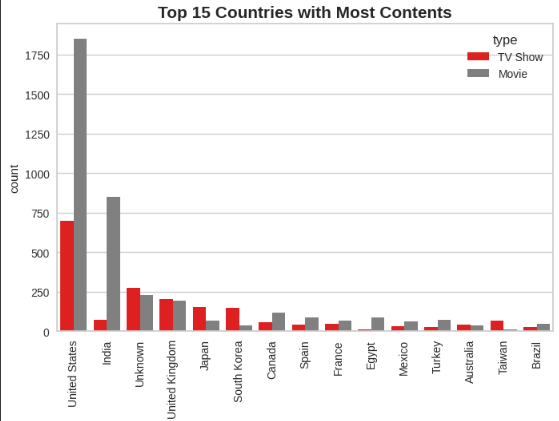 Top 15 Countries with Most Contents
type
TV Show
Movie
count
1750
1500
1250
1000
750
500
250
0
United States
India
Unknown
United Kingdom
Japan
South Korea
Canada
Spain
France
Egypt
Mexico
Turkey
Australia
Taiwan
Brazil